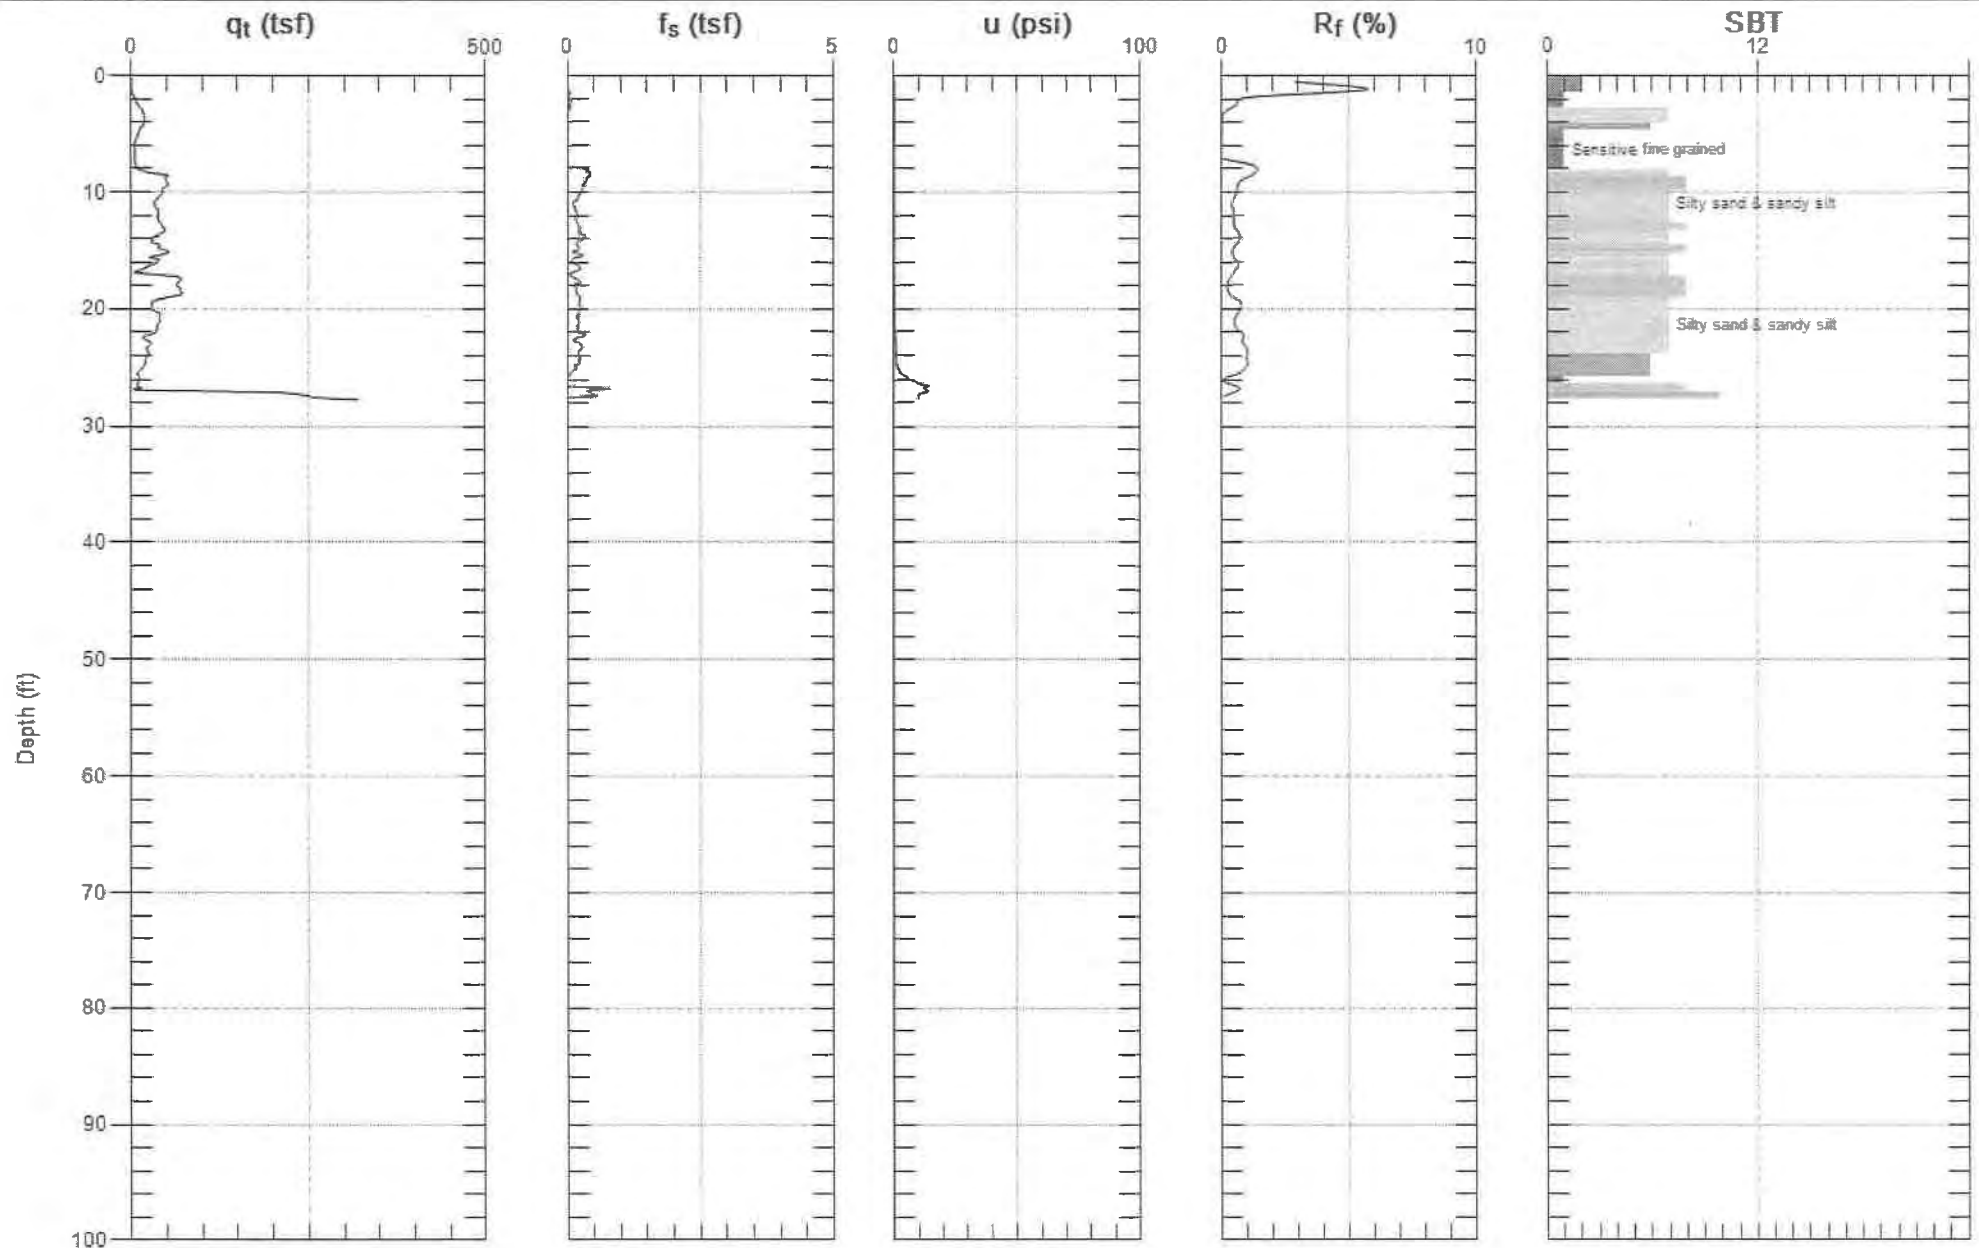 qt (tsf) fs (tsf) u (psi) Rf (%) SBT
0 500 0 5 0 100 0 10 0 12
0
Sensitive fine grained
10
Silty sand & sandy silt
20
Silty sand & sandy silt
30
40
50
Depth (ft)
60
70
80
90
100